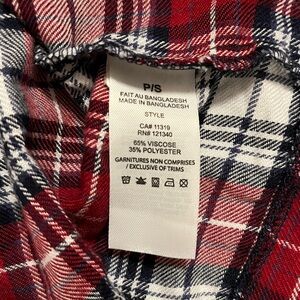 P/S
FAIT AU BANGLADESH
MADE IN BANGLADESH
STYLE
CA# 11319
RN# 121340
65% VISCOSE
35% POLYESTER
GARNITURES NON COMPRISES
/ EXCLUSIVE OF TRIMS